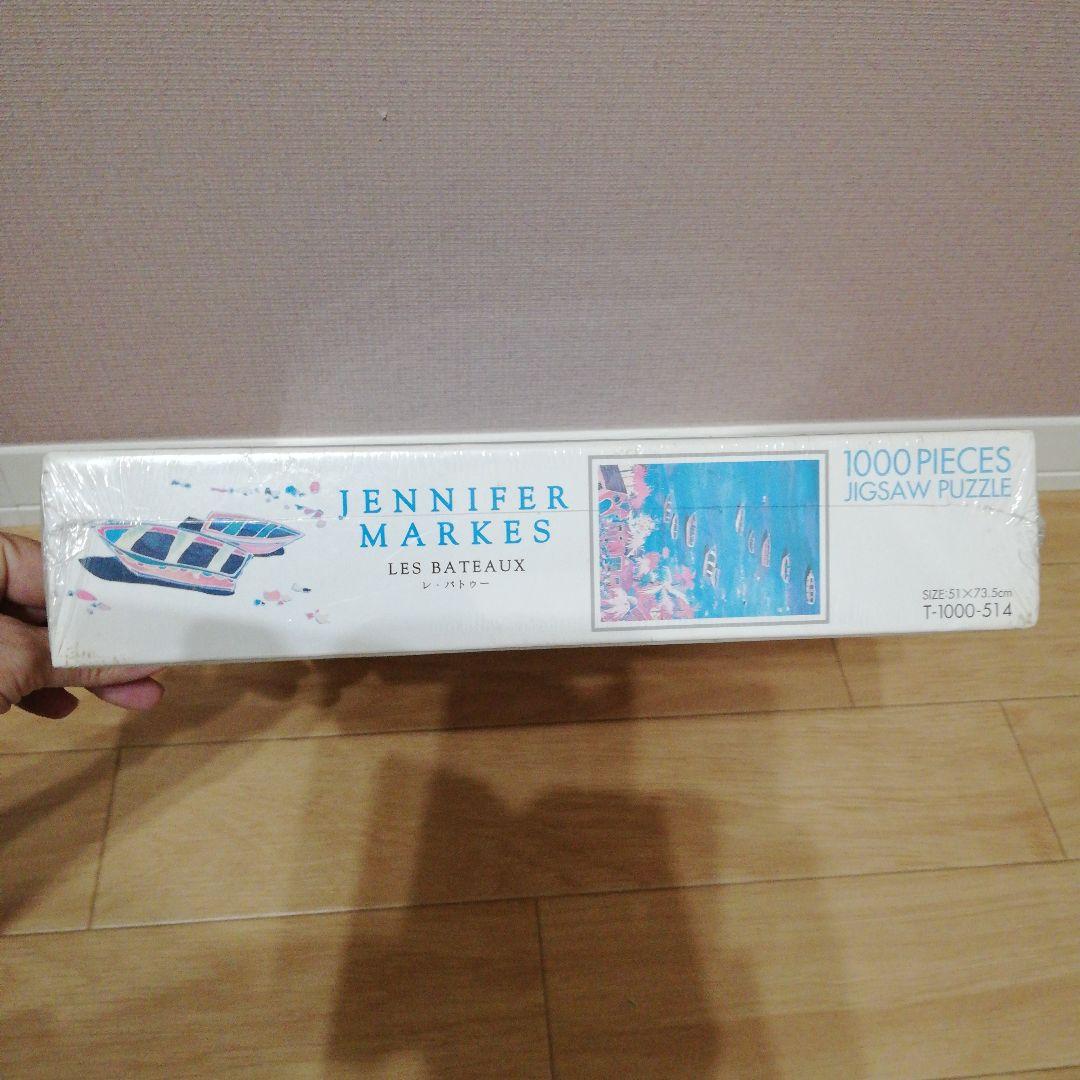 JENNIFER
MARKES
LES BATEAUX
レ・バトゥー
1000 PIECES
JIGSAW PUZZLE
SIZE:51×73.5cm
T-1000-514